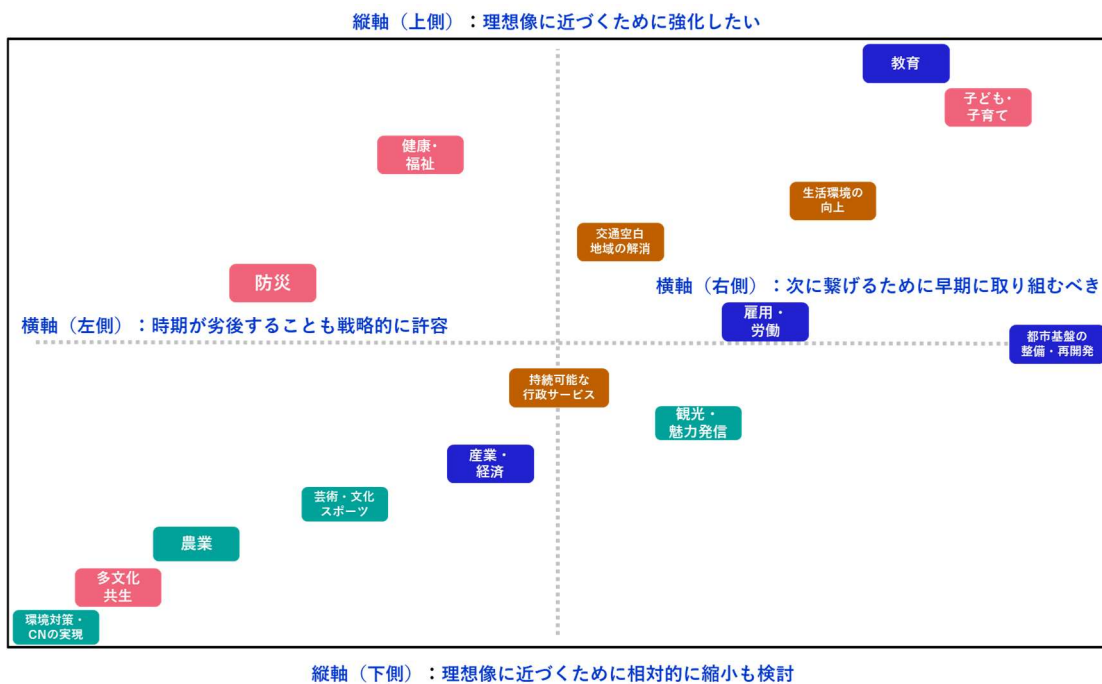 縦軸（上側）：理想像に近づくために強化したい
教育
子ども・
子育て
健康・
福祉
生活環境の
向上
交通空白
地域の解消
防災
横軸（右側）：次に繋げるために早期に取り組むべき
雇用・
労働
横軸（左側）：時期が劣後することも戦略的に許容
都市基盤の
整備・再開発
持続可能な
行政サービス
観光・
魅力発信
産業・
経済
芸術・文化
スポーツ
農業
多文化
共生
環境対策・
CNの実現
縦軸（下側）：理想像に近づくために相対的に縮小も検討